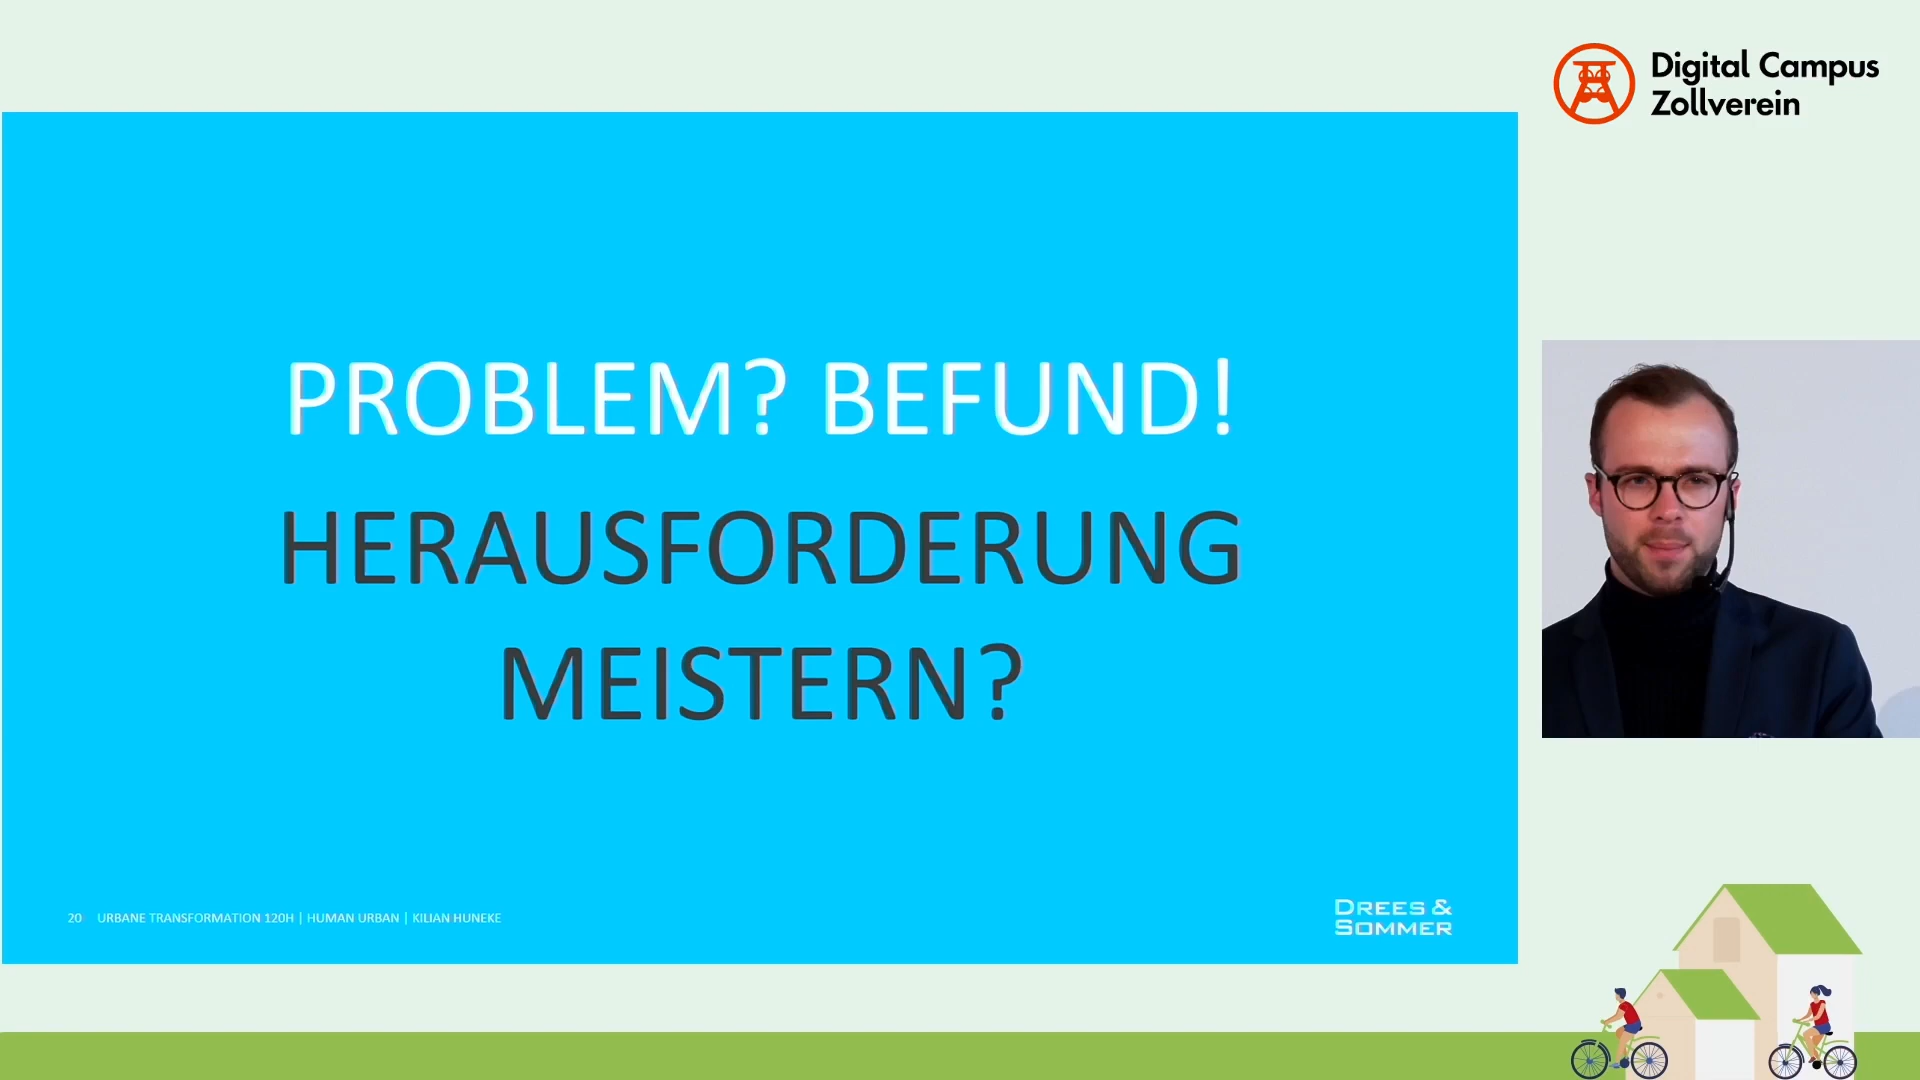 Digital Campus
Zollverein
PROBLEM? BEFUND!
HERAUSFORDERUNG
MEISTERN?
20 URBANE TRANSFORMATION 120H | HUMAN URBAN | KILIAN HUNEKE
DREES &
SOMMER